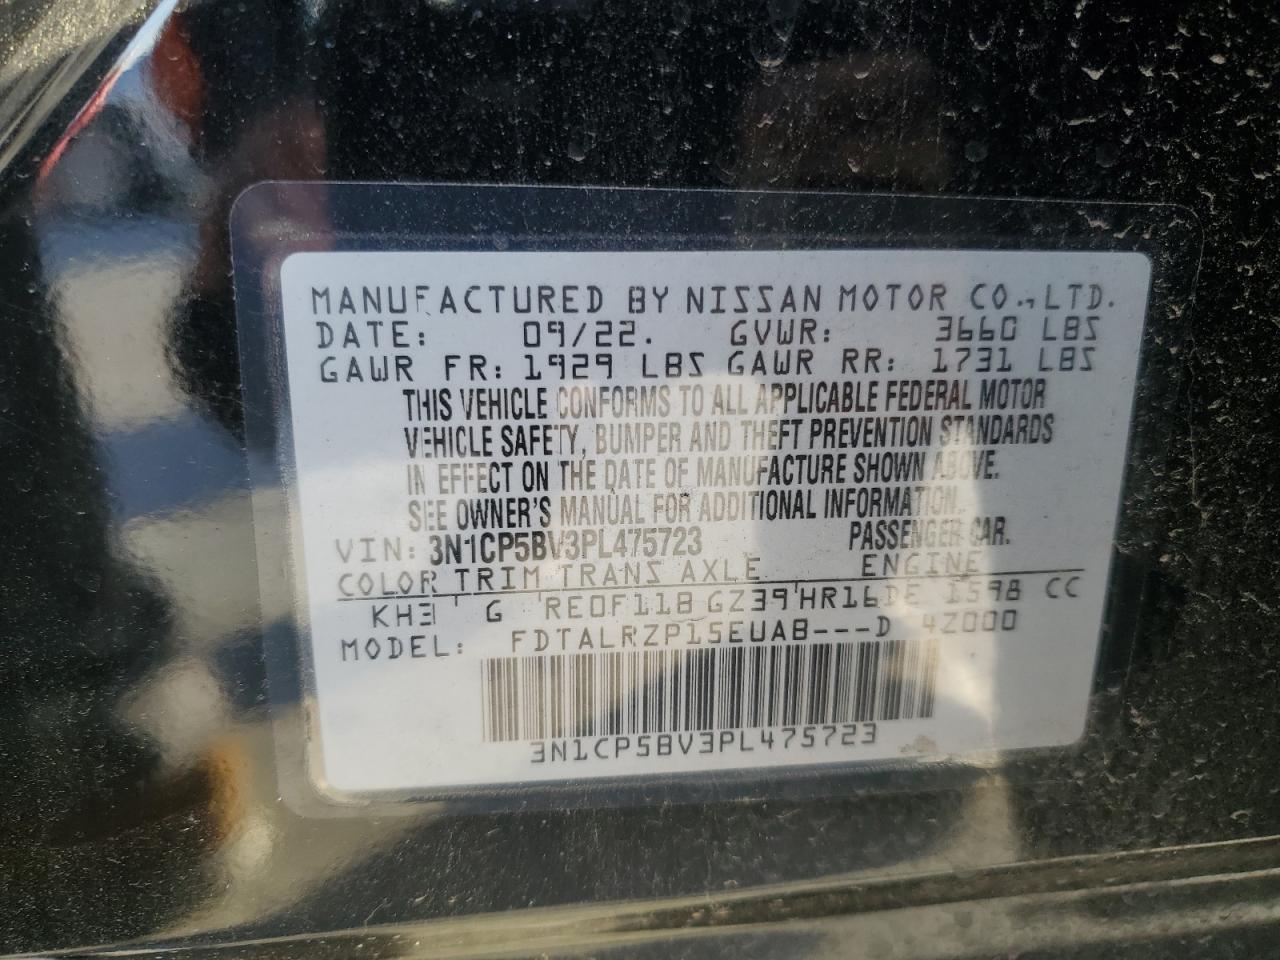 MANUFACTURED BY NISSAN MOTOR CO., LTD.
DATE: 09/22. GVWR: 3660 LBS
GAWR FR: 1929 LBS GAWR RR: 1731 LBS
THIS VEHICLE CONFORMS TO ALL APPLICABLE FEDERAL MOTOR
VEHICLE SAFETY, BUMPER AND THEFT PREVENTION STANDARDS
IN EFFECT ON THE DATE OF MANUFACTURE SHOWN ABOVE.
SEE OWNER'S MANUAL FOR ADDITIONAL INFORMATION.
VIN: 3N1CP5BV3PL475723 PASSENGER CAR.
COLOR TRIM TRANS AXLE ENGINE
KH3 G RE0F11B GZ39 HR16DE 1598 CC
MODEL: FDTALRZP15EUAB---D 4Z000
3N1CP5BV3PL475723